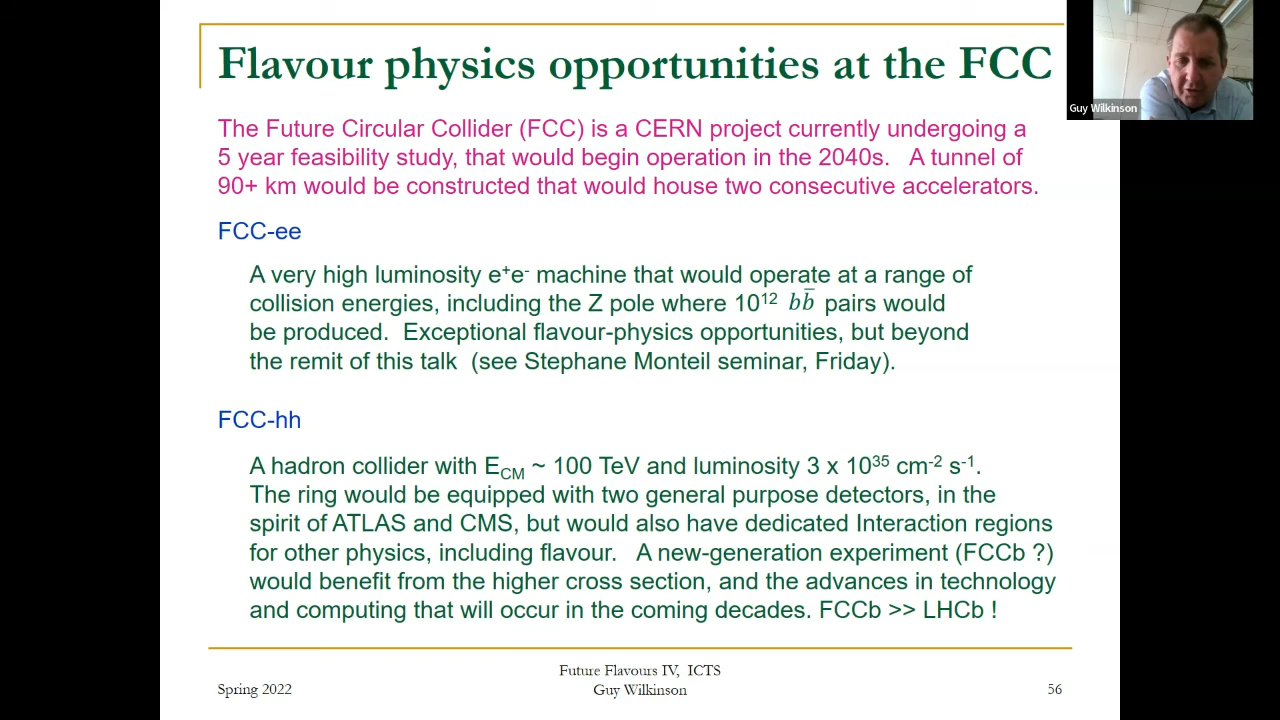 Flavour physics opportunities at the FCC
Guy Wilkinson
The Future Circular Collider (FCC) is a CERN project currently undergoing a
5 year feasibility study, that would begin operation in the 2040s. A tunnel of
90+ km would be constructed that would house two consecutive accelerators.
FCC-ee
A very high luminosity e⁺e⁻ machine that would operate at a range of
collision energies, including the Z pole where 10¹² bb̄ pairs would
be produced. Exceptional flavour-physics opportunities, but beyond
the remit of this talk (see Stephane Monteil seminar, Friday).
FCC-hh
A hadron collider with E_CM ~ 100 TeV and luminosity 3 x 10³⁵ cm⁻² s⁻¹.
The ring would be equipped with two general purpose detectors, in the
spirit of ATLAS and CMS, but would also have dedicated Interaction regions
for other physics, including flavour. A new-generation experiment (FCCb ?)
would benefit from the higher cross section, and the advances in technology
and computing that will occur in the coming decades. FCCb >> LHCb !
Future Flavours IV, ICTS
Spring 2022
Guy Wilkinson
56